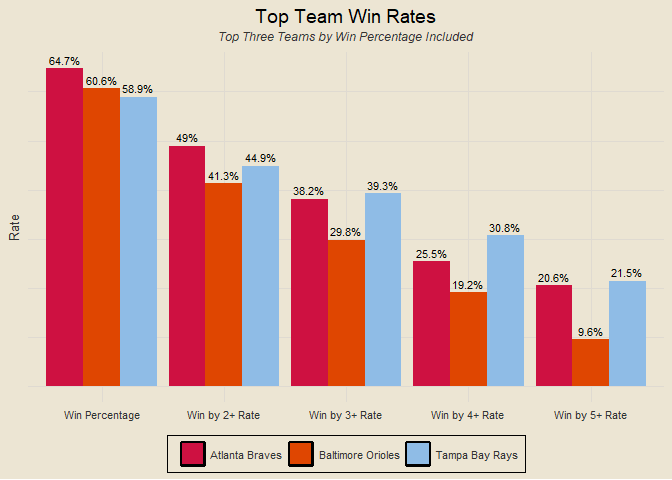 Top Team Win Rates
Top Three Teams by Win Percentage Included
64.7%
60.6%
58.9%
49%
41.3%
44.9%
38.2%
29.8%
39.3%
25.5%
19.2%
30.8%
20.6%
9.6%
21.5%
Rate
Win Percentage
Win by 2+ Rate
Win by 3+ Rate
Win by 4+ Rate
Win by 5+ Rate
Atlanta Braves
Baltimore Orioles
Tampa Bay Rays